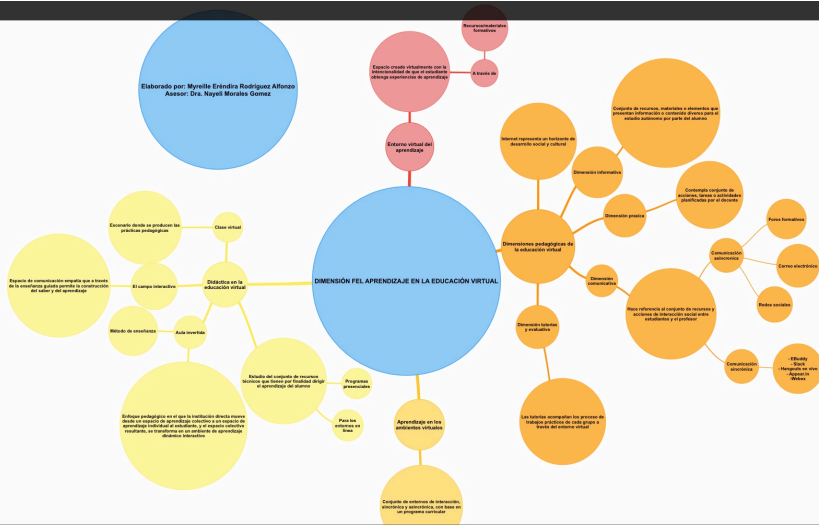 Elaborado por: Myreille Eréndira Rodríguez Alfonzo
Asesor: Dra. Nayeli Morales Gomez
Recursos/materiales
formativos
Espacio creado virtualmente con la
intencionalidad de que el estudiante
obtenga experiencias de aprendizaje
A través de
Entorno virtual del
aprendizaje
DIMENSIÓN FEL APRENDIZAJE EN LA EDUCACIÓN VIRTUAL
Internet representa un horizonte de
desarrollo social y cultural
Conjunto de recursos, materiales o elementos que
presentan información o contenido diverso para el
estudio autónomo por parte del alumno
Dimensión informativa
Contempla conjunto de
acciones, tareas o actividades
planificadas por el docente
Dimensión praxica
Dimensiones pedagógicas de
la educación virtual
Dimensión
comunicativa
Hace referencia al conjunto de recursos y
acciones de interacción social entre
estudiantes y el profesor
Comunicación
asincronica
Foros formativos
Correo electrónico
Redes sociales
Comunicación
sincrónica
- EBuddy
- Slack
- Hangouts en vivo
- Appear.in
-Webex
Dimensión tutorias
y evaluativa
Las tutorias acompañan los proceso de
trabajos prácticos de cada grupo a
través del entorno virtual
Escenario donde se producen las
prácticas pedagógicas
Clase virtual
Espacio de comunicación empatia que a través
de la enseñanza guiada permite la construcción
del saber y del aprendizaje
El campo interactivo
Didáctica en la
educación virtual
Método de enseñanza
Aula invertida
Enfoque pedagógico en el que la institución directa mueve
desde un espacio de aprendizaje colectivo a un espacio de
aprendizaje individual al estudiante, y el espacio colectivo
resultante, se transforma en un ambiente de aprendizaje
dinámico interactivo
Estudio del conjunto de recursos
técnicos que tienen por finalidad dirigir
el aprendizaje del alumno
Programas
presenciales
Para los
entornos en
línea
Aprendizaje en los
ambientes virtuales
Conjunto de entornos de interacción,
sincrónica y asincrónica, con base en
un programa curricular